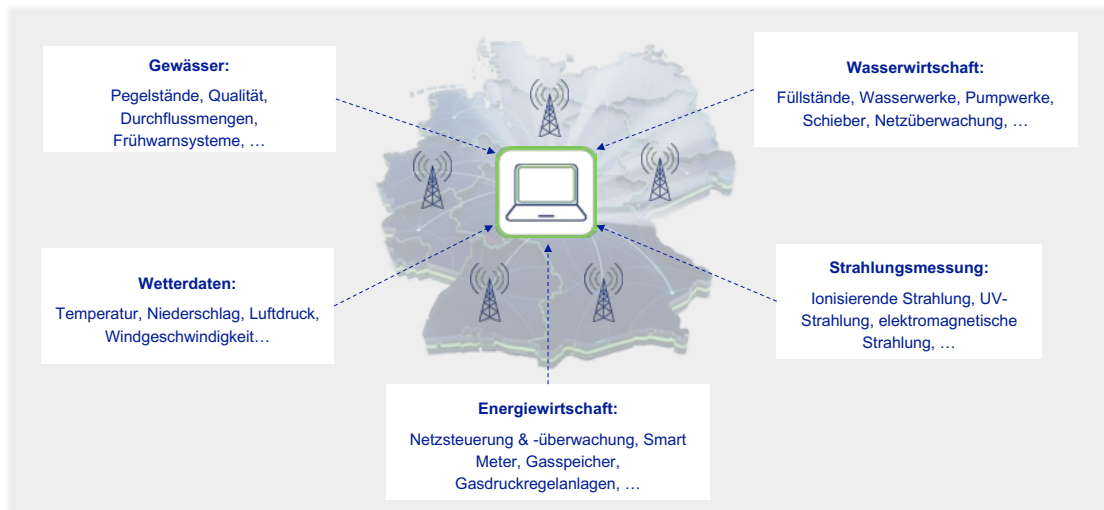 Gewässer:
Pegelstände, Qualität,
Durchflussmengen,
Frühwarnsysteme, …
Wasserwirtschaft:
Füllstände, Wasserwerke, Pumpwerke,
Schieber, Netzüberwachung, …
Wetterdaten:
Temperatur, Niederschlag, Luftdruck,
Windgeschwindigkeit…
Strahlungsmessung:
Ionisierende Strahlung, UV-
Strahlung, elektromagnetische
Strahlung, …
Energiewirtschaft:
Netzsteuerung & -überwachung, Smart
Meter, Gasspeicher,
Gasdruckregelanlagen, …